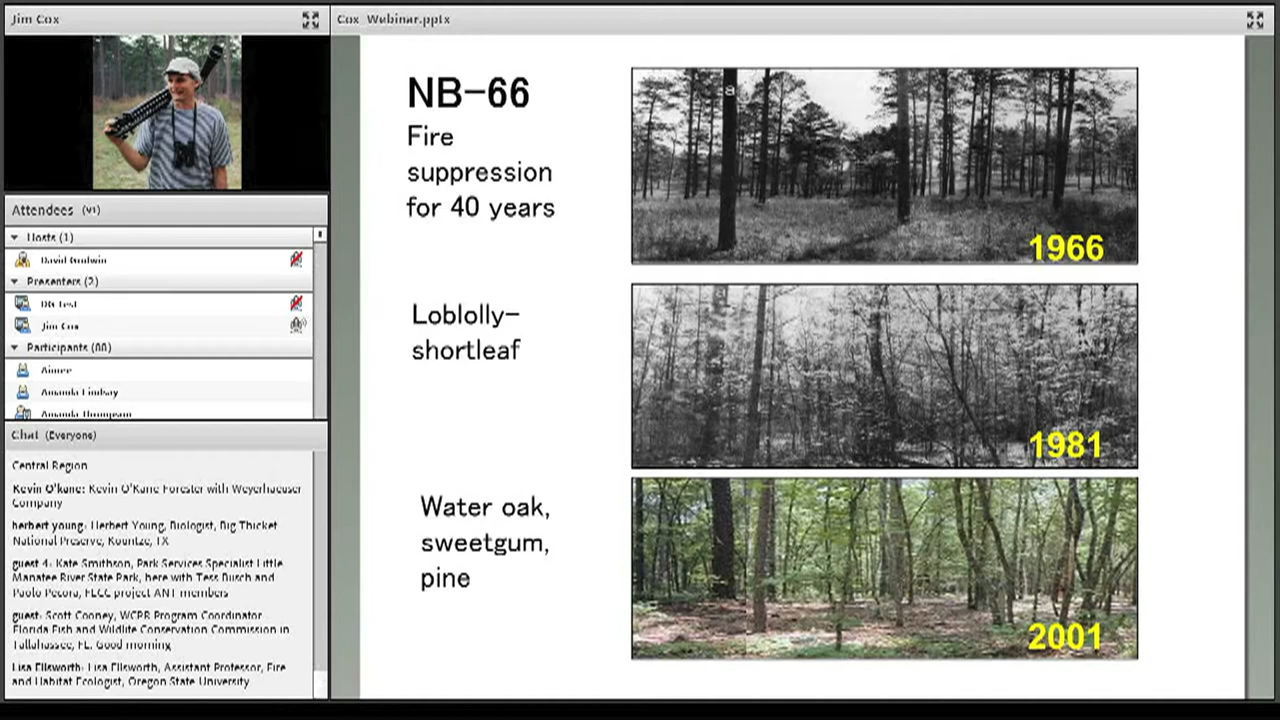 Jim Cox
Cox Webinar.pptx
Attendees
Hosts (1)
David Godwin
Presenters (2)
DG Test
Jim Cox
Participants (88)
Aimee
Amanda Lindsay
Amanda Thompson
Chat (Everyone)
Central Region
Kevin O'kane: Kevin O'Kane Forester with Weyerhaeuser
Company
herbert young: Herbert Young, Biologist, Big Thicket
National Preserve, Kountze, TX
guest 4: Kate Smithson, Park Services Specialist Little
Manatee River State Park, here with Tess Busch and
Paolo Pecora, FLCC project ANT members
guest: Scott Cooney, WCPR Program Coordinator
Florida Fish and Wildlife Conservation Commission in
Tallahassee, FL. Good morning
Lisa Ellsworth: Lisa Ellsworth, Assistant Professor, Fire
and Habitat Ecologist, Oregon State University
NB-66
Fire
suppression
for 40 years
1966
Loblolly-
shortleaf
1981
Water oak,
sweetgum,
pine
2001